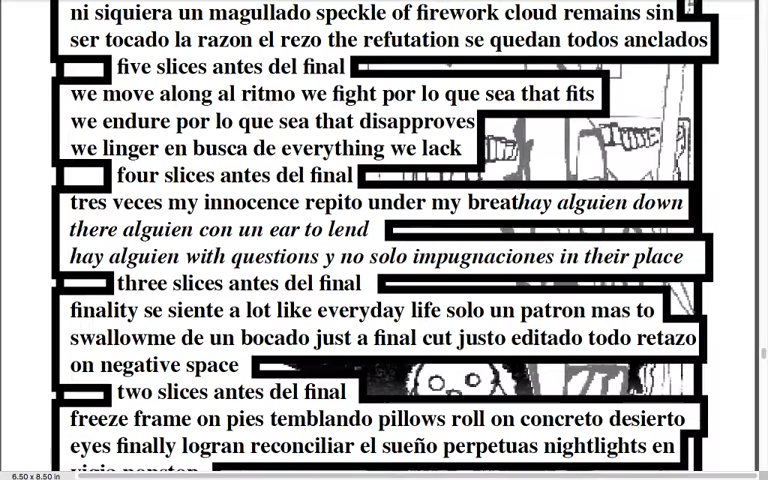 ni siquiera un magullado speckle of firework cloud remains sin
ser tocado la razon el rezo the refutation se quedan todos anclados
five slices antes del final
we move along al ritmo we fight por lo que sea that fits
we endure por lo que sea that disapproves
we linger en busca de everything we lack
four slices antes del final
tres veces my innocence repito under my breathay alguien down
there alguien con un ear to lend
hay alguien with questions y no solo impugnaciones in their place
three slices antes del final
finality se siente a lot like everyday life solo un patron mas to
swallowme de un bocado just a final cut justo editado todo retazo
on negative space
two slices antes del final
freeze frame on pies temblando pillows roll on concreto desierto
eyes finally logran reconciliar el sueño perpetuas nightlights en
vigia nonstop
6.50 x 8.50 in